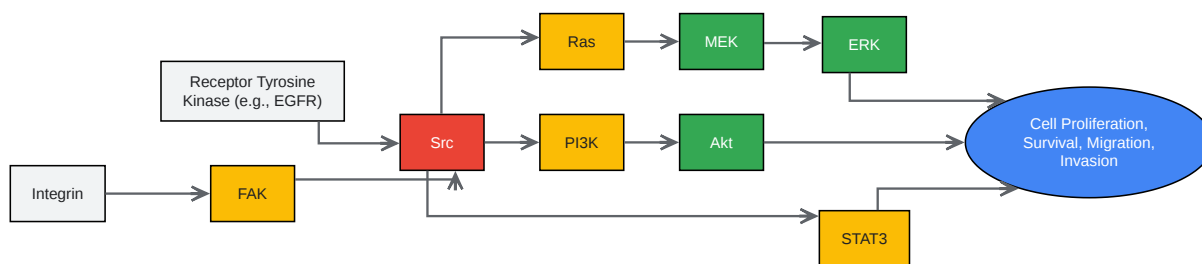 Ras
MEK
ERK
Receptor Tyrosine
Kinase (e.g., EGFR)
Src
PI3K
Akt
Cell Proliferation,
Survival, Migration,
Invasion
Integrin
FAK
STAT3